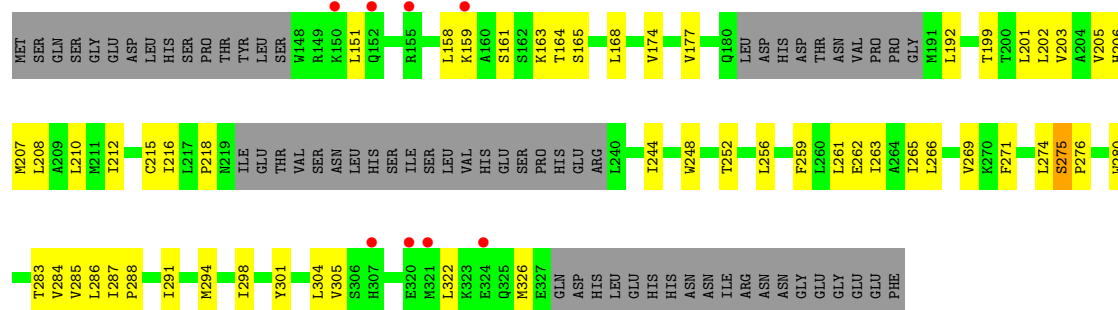 MET SER GLN SER GLY GLU ASP LEU HIS SER PRO THR TYR LEU SER W148 R149 K150 L151 Q152 R155 L158 K159 A160 S161 S162 K163 T164 S165 L168 V174 V177 Q180 LEU ASP HIS ASP THR ASN VAL PRO PRO GLY M191 L192 T199 T200 L201 L202 V203 A204 V205 H206
M207 L208 A209 L210 M211 I212 C215 I216 L217 P218 N219 ILE GLU THR VAL SER ASN LEU HIS SER ILE SER LEU VAL HIS GLU SER PRO HIS GLU ARG L240 I244 W248 T252 L256 F259 L260 L261 E262 I263 A264 I265 L266 V269 K270 F271 L274 S275 P276 W280
T283 V284 V285 L286 I287 P288 I291 M294 I298 Y301 L304 V305 S306 H307 E320 M321 L322 K323 E324 Q325 M326 E327 GLN ASP HIS LEU GLU HIS HIS ASN ASN ILE ARG ASN ASN GLY GLU GLY GLU GLU PHE